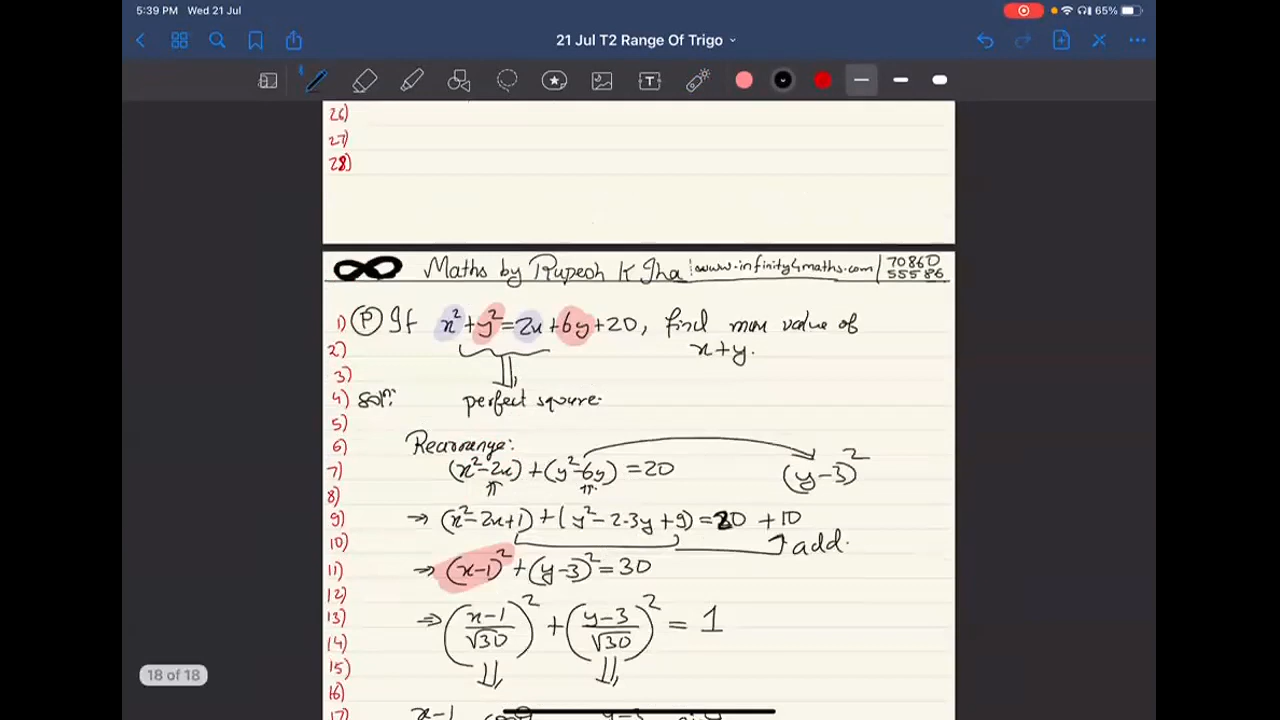 5:39 PM Wed 21 Jul
65%
21 Jul T2 Range Of Trigo
26)
27)
28)
Maths by Rupesh K Jha | www.infinity4maths.com / 70860 55586
1) (P) If x²+y²=2x+6y+20, find max value of
2) x+y.
3)
4) Solⁿ: perfect square.
5)
6) Rearrange:
7) (x²-2x)+(y²-6y)=20 (y-3)²
8)
9) ⇒ (x²-2x+1)+(y²-2·3y+9)=20+10
10) add.
11) ⇒ (x-1)²+(y-3)²=30
12)
13) ⇒ ((x-1)/√30)²+((y-3)/√30)²=1
14)
15)
16)
17) x-1 y-3
18 of 18